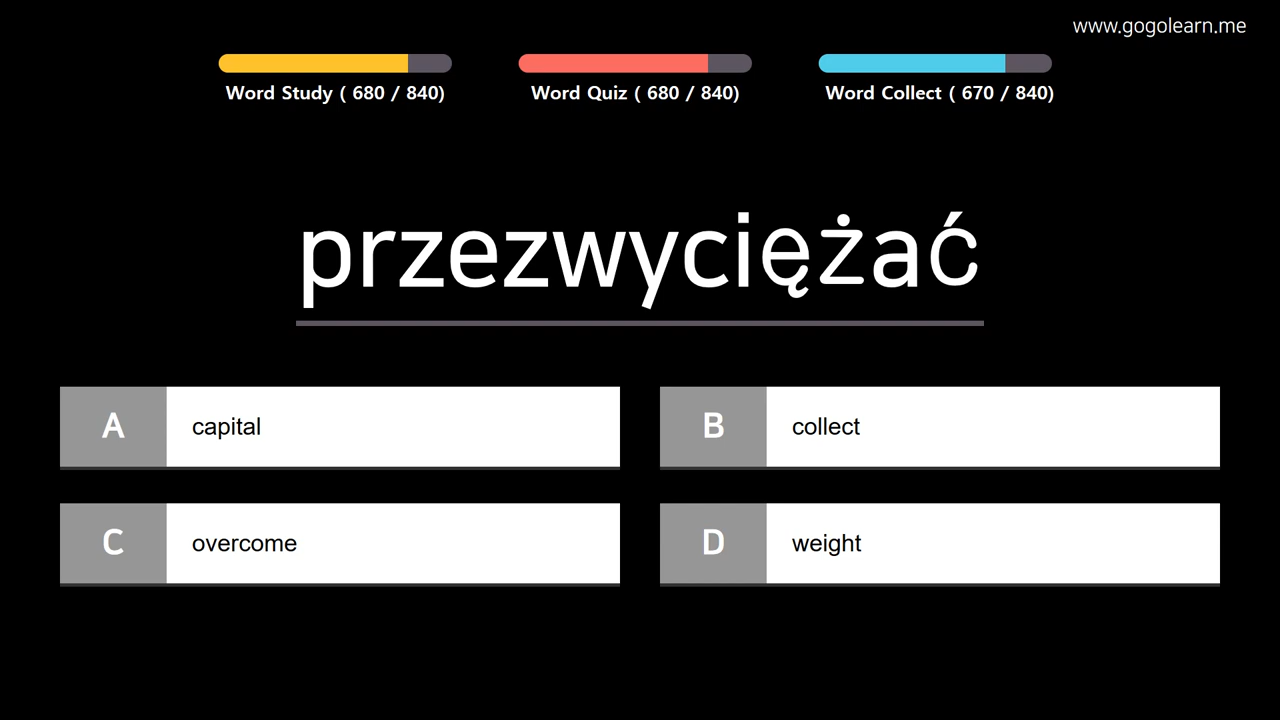 www.gogolearn.me
Word Study ( 680 / 840)
Word Quiz ( 680 / 840)
Word Collect ( 670 / 840)
przezwyciężać
A capital
B collect
C overcome
D weight